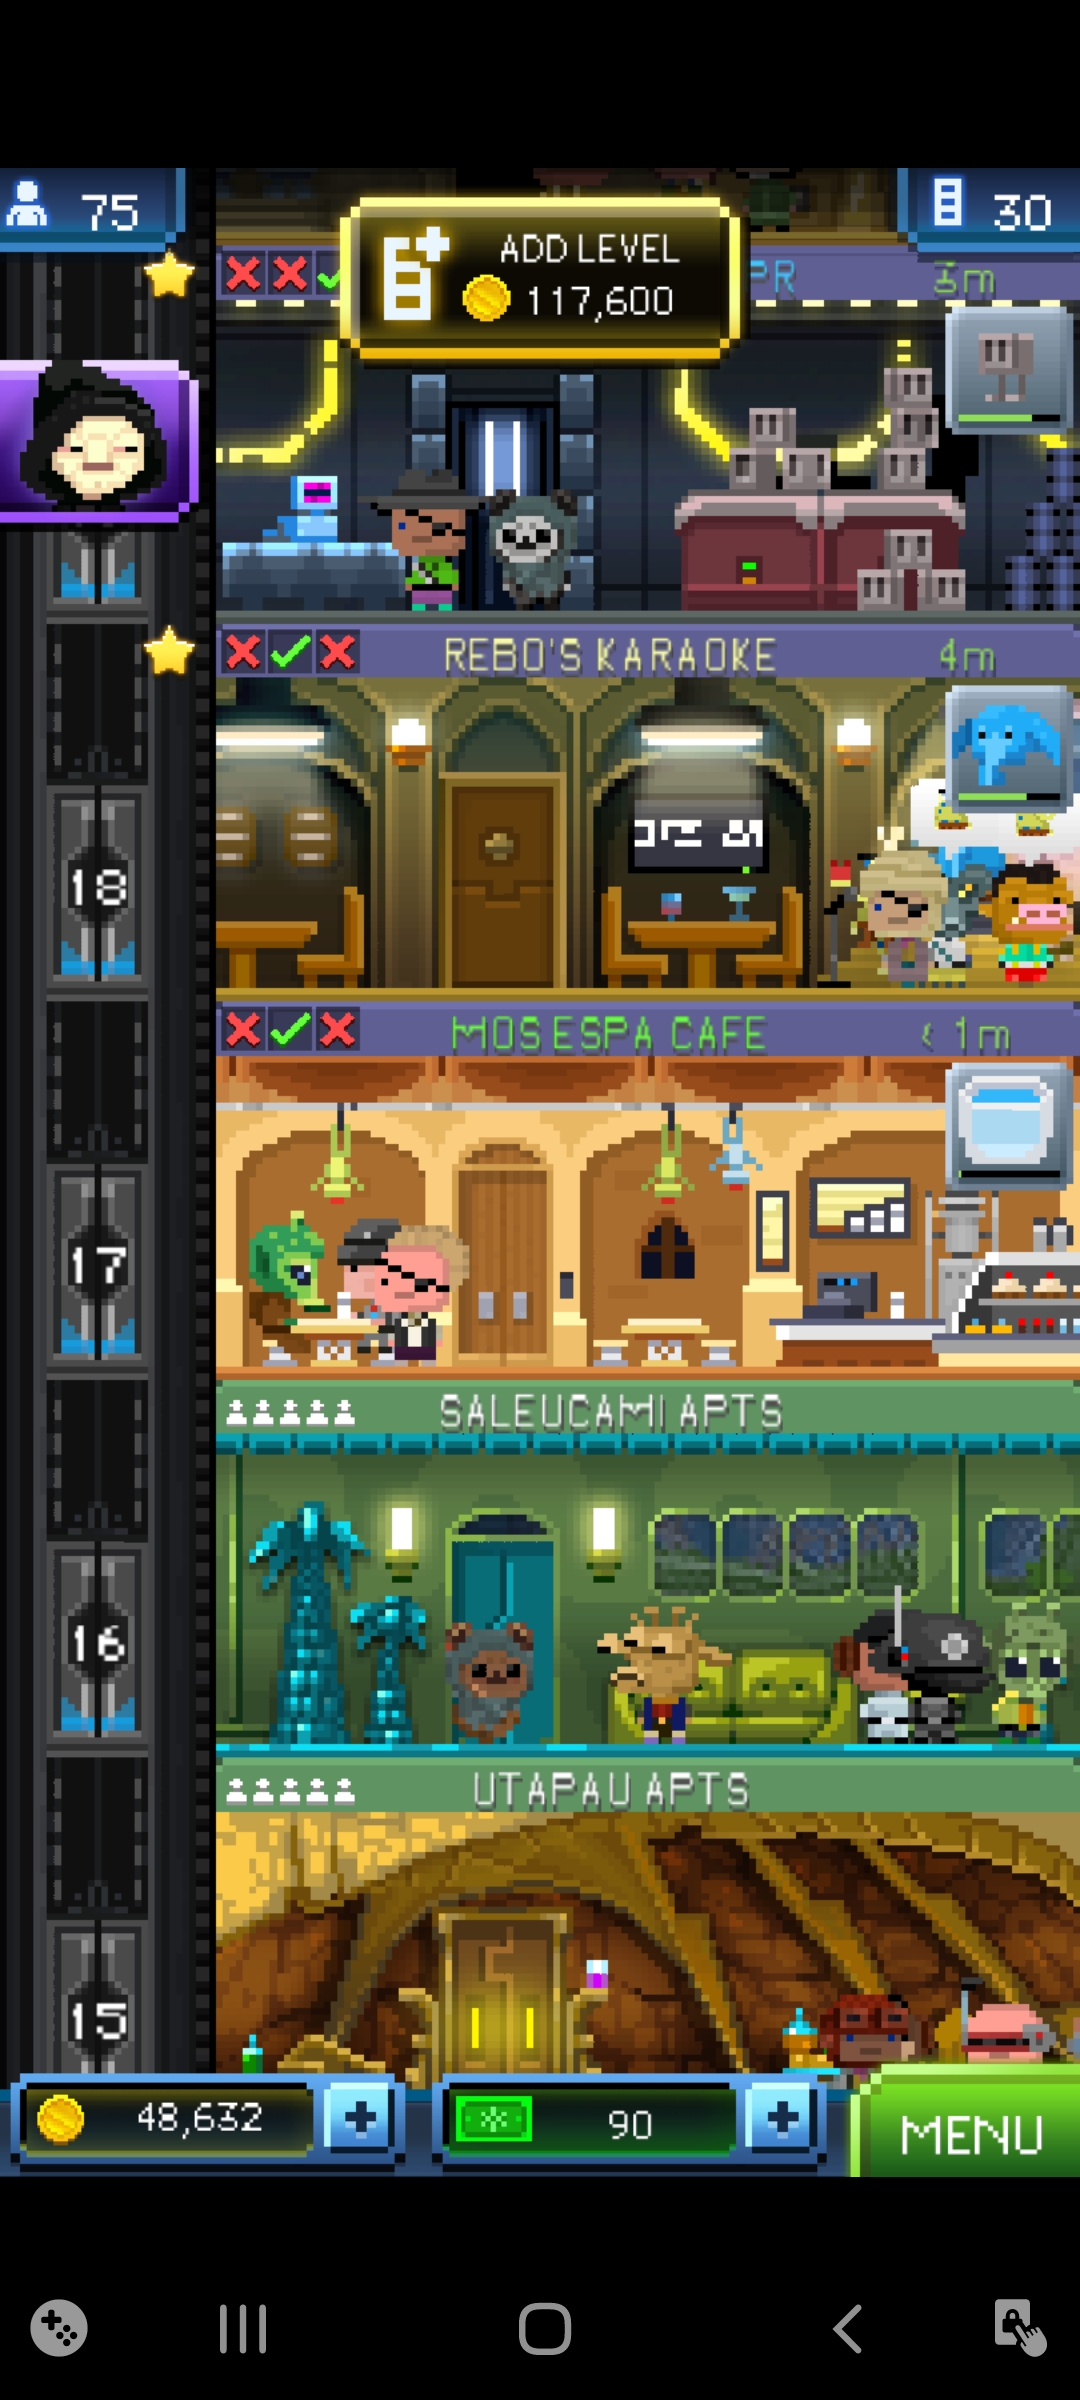 75
ADD LEVEL
117,600
30
PR
3m
REBO'S KARAOKE
4m
18
MOS ESPA CAFE
< 1m
17
SALEUCAMI APTS
16
UTAPAU APTS
15
48,632
90
MENU